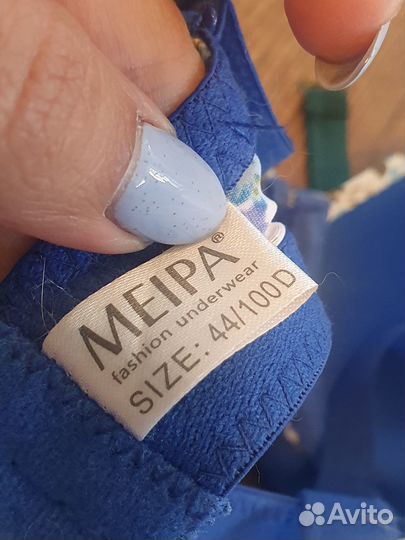 MEIPA®
fashion underwear
SIZE: 44/100D
Avito